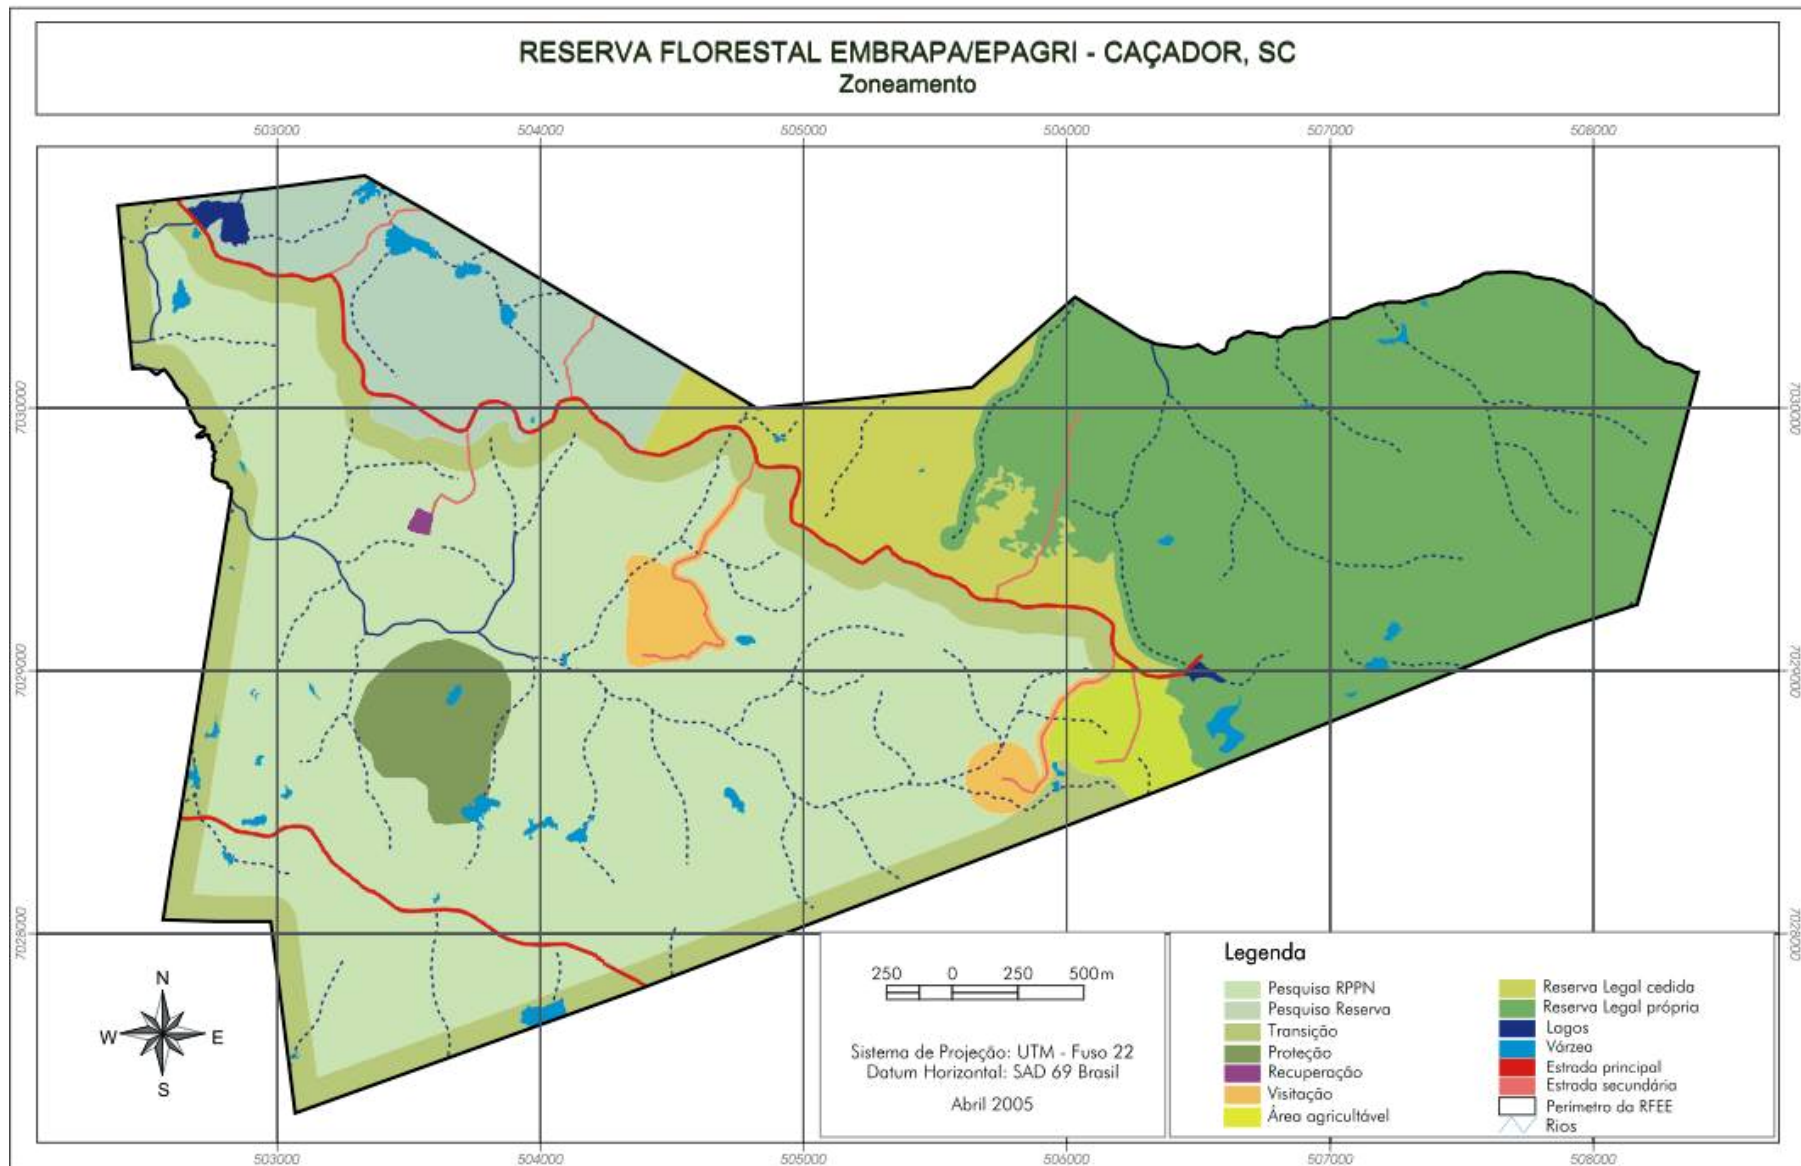 RESERVA FLORESTAL EMBRAPA/EPAGRI - CAÇADOR, SC
Zoneamento
503000 504000 505000 506000 507000 508000
7030000 7030000
7029000 7029000
7028000 7028000
N
W E
S
250 0 250 500m
Sistema de Projeção: UTM - Fuso 22
Datum Horizontal: SAD 69 Brasil
Abril 2005
Legenda
Pesquisa RPPN
Pesquisa Reserva
Transição
Proteção
Recuperação
Visitação
Área agricultável
Reserva Legal cedida
Reserva Legal própria
Lagos
Várzea
Estrada principal
Estrada secundária
Perímetro da RFEE
Rios
503000 504000 505000 506000 507000 508000